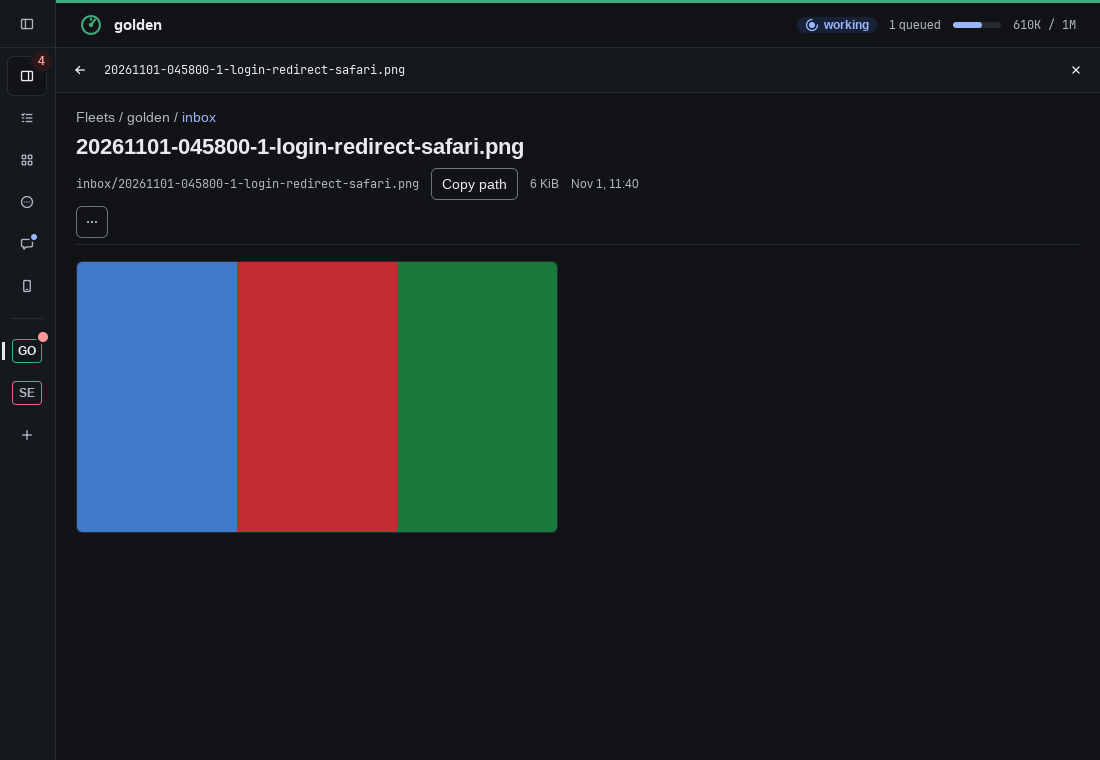 golden
working
1 queued
610K / 1M
4
20261101-045800-1-login-redirect-safari.png
Fleets / golden / inbox
20261101-045800-1-login-redirect-safari.png
inbox/20261101-045800-1-login-redirect-safari.png
Copy path
6 KiB
Nov 1, 11:40
GO
SE